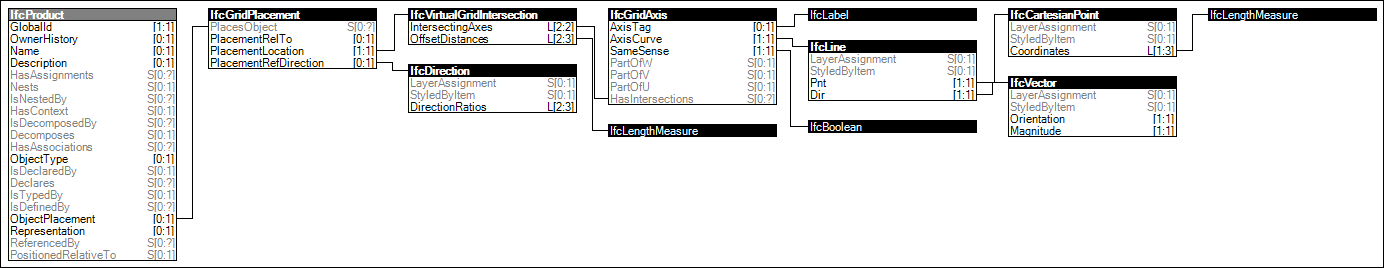 IfcProduct
GlobalId [1:1]
OwnerHistory [0:1]
Name [0:1]
Description [0:1]
HasAssignments S[0:?]
Nests S[0:1]
IsNestedBy S[0:?]
HasContext S[0:1]
IsDecomposedBy S[0:?]
Decomposes S[0:1]
HasAssociations S[0:?]
ObjectType [0:1]
IsDeclaredBy S[0:1]
Declares S[0:?]
IsTypedBy S[0:1]
IsDefinedBy S[0:?]
ObjectPlacement [0:1]
Representation [0:1]
ReferencedBy S[0:?]
PositionedRelativeTo S[0:1]
IfcGridPlacement
PlacesObject S[0:?]
PlacementRelTo [0:1]
PlacementLocation [1:1]
PlacementRefDirection [0:1]
IfcVirtualGridIntersection
IntersectingAxes L[2:2]
OffsetDistances L[2:3]
IfcDirection
LayerAssignment S[0:1]
StyledByItem S[0:1]
DirectionRatios L[2:3]
IfcGridAxis
AxisTag [0:1]
AxisCurve [1:1]
SameSense [1:1]
PartOfW S[0:1]
PartOfV S[0:1]
PartOfU S[0:1]
HasIntersections S[0:?]
IfcLengthMeasure
IfcLabel
IfcLine
LayerAssignment S[0:1]
StyledByItem S[0:1]
Pnt [1:1]
Dir [1:1]
IfcBoolean
IfcCartesianPoint
LayerAssignment S[0:1]
StyledByItem S[0:1]
Coordinates L[1:3]
IfcVector
LayerAssignment S[0:1]
StyledByItem S[0:1]
Orientation [1:1]
Magnitude [1:1]
IfcLengthMeasure